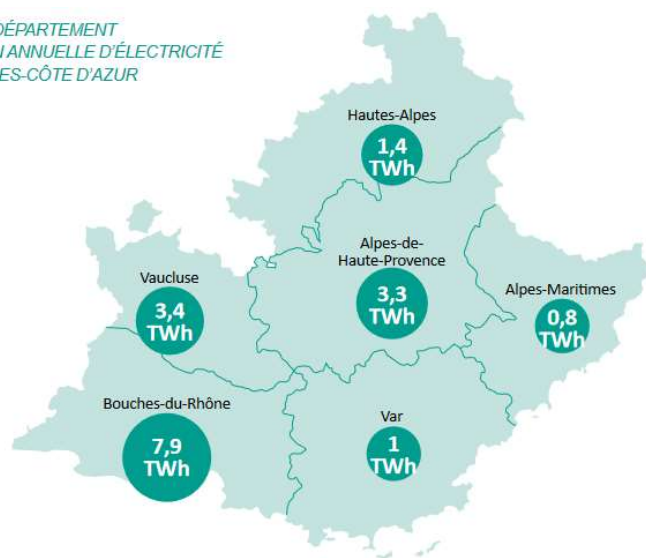 DÉPARTEMENT
ANNUELLE D'ÉLECTRICITÉ
CÔTE D'AZUR
Hautes-Alpes
1,4
TWh
Alpes-de-
Haute-Provence
3,3
TWh
Vaucluse
3,4
TWh
Alpes-Maritimes
0,8
TWh
Bouches-du-Rhône
7,9
TWh
Var
1
TWh